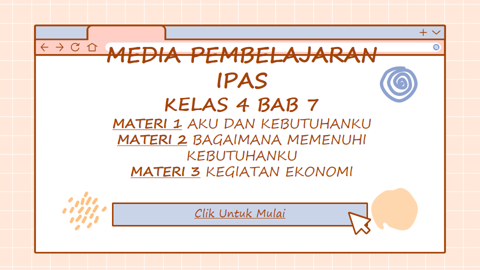 MEDIA PEMBELAJARAN
IPAS
KELAS 4 BAB 7
MATERI 1 AKU DAN KEBUTUHANKU
MATERI 2 BAGAIMANA MEMENUHI
KEBUTUHANKU
MATERI 3 KEGIATAN EKONOMI
Clik Untuk Mulai